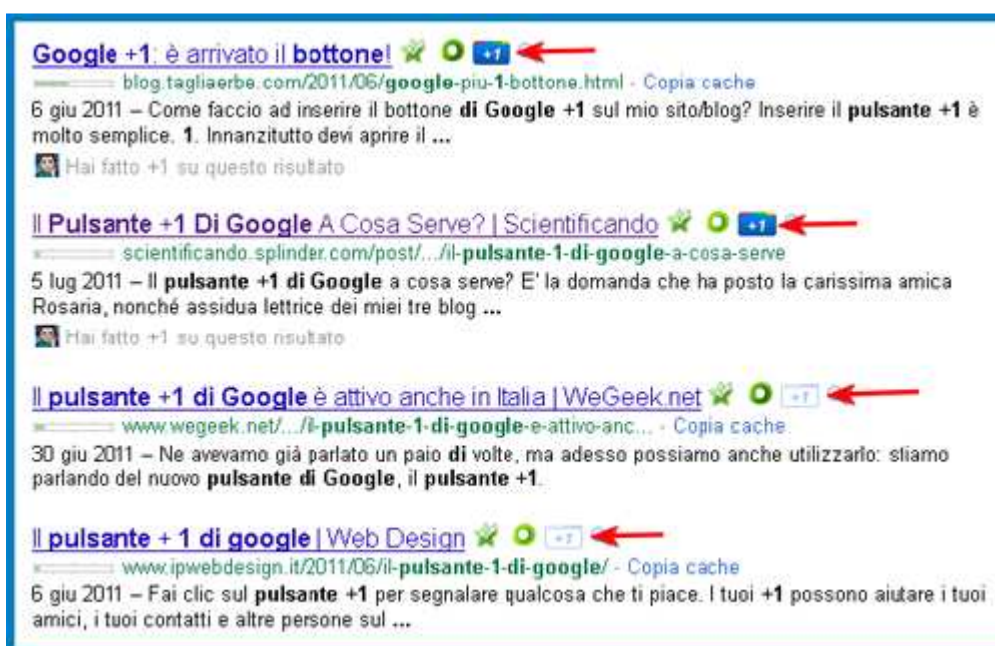 Google +1: è arrivato il bottone! +1
blog.tagliaerbe.com/2011/06/google-piu-1-bottone.html - Copia cache
6 giu 2011 – Come faccio ad inserire il bottone di Google +1 sul mio sito/blog? Inserire il pulsante +1 è
molto semplice. 1. Innanzitutto devi aprire il ...
Hai fatto +1 su questo risultato
Il Pulsante +1 Di Google A Cosa Serve? | Scientificando +1
scientificando.splinder.com/post/.../il-pulsante-1-di-google-a-cosa-serve
5 lug 2011 – Il pulsante +1 di Google a cosa serve? E' la domanda che ha posto la carissima amica
Rosaria, nonché assidua lettrice dei miei tre blog ...
Hai fatto +1 su questo risultato
Il pulsante +1 di Google è attivo anche in Italia | WeGeek.net +1
www.wegeek.net/.../il-pulsante-1-di-google-e-attivo-anc... - Copia cache
30 giu 2011 – Ne avevamo già parlato un paio di volte, ma adesso possiamo anche utilizzarlo: stiamo
parlando del nuovo pulsante di Google, il pulsante +1.
Il pulsante + 1 di google | Web Design +1
www.ipwebdesign.it/2011/06/il-pulsante-1-di-google/ - Copia cache
6 giu 2011 – Fai clic sul pulsante +1 per segnalare qualcosa che ti piace. I tuoi +1 possono aiutare i tuoi
amici, i tuoi contatti e altre persone sul ...